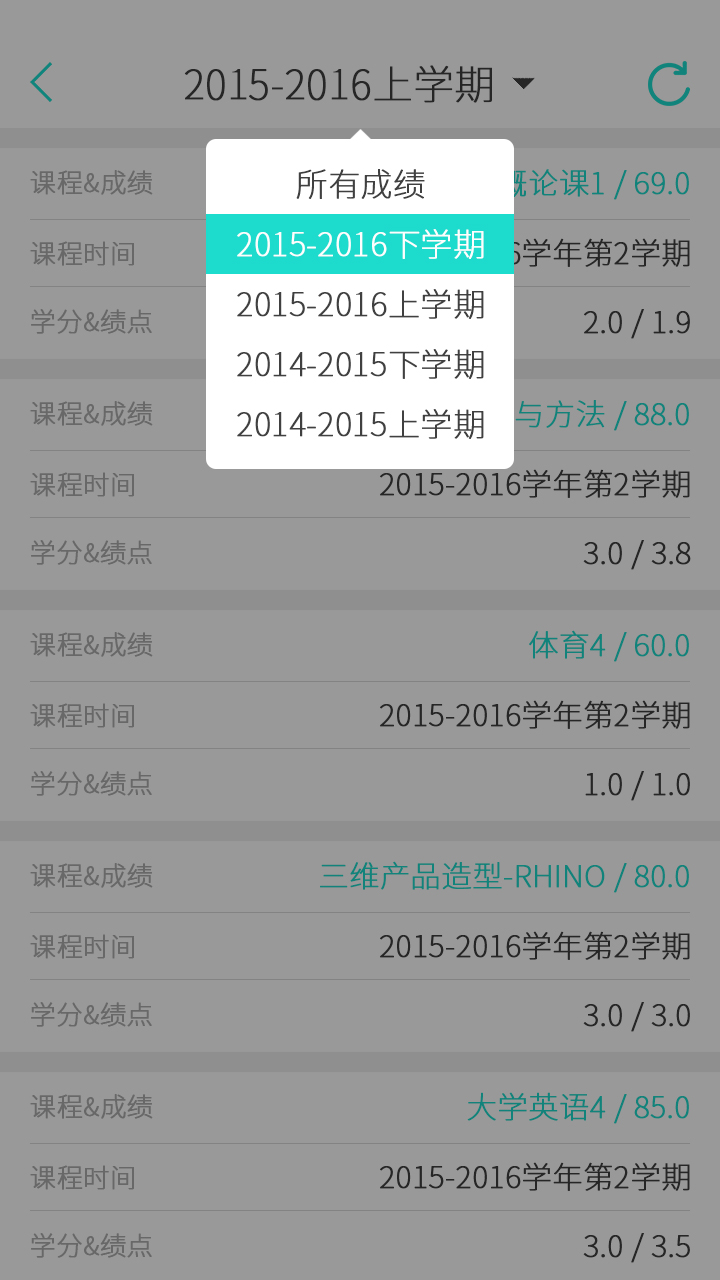 2015-2016上学期
所有成绩
2015-2016下学期
2015-2016上学期
2014-2015下学期
2014-2015上学期
课程&成绩 概论课1 / 69.0
课程时间 学年第2学期
学分&绩点 2.0 / 1.9
课程&成绩 与方法 / 88.0
课程时间 2015-2016学年第2学期
学分&绩点 3.0 / 3.8
课程&成绩 体育4 / 60.0
课程时间 2015-2016学年第2学期
学分&绩点 1.0 / 1.0
课程&成绩 三维产品造型-RHINO / 80.0
课程时间 2015-2016学年第2学期
学分&绩点 3.0 / 3.0
课程&成绩 大学英语4 / 85.0
课程时间 2015-2016学年第2学期
学分&绩点 3.0 / 3.5